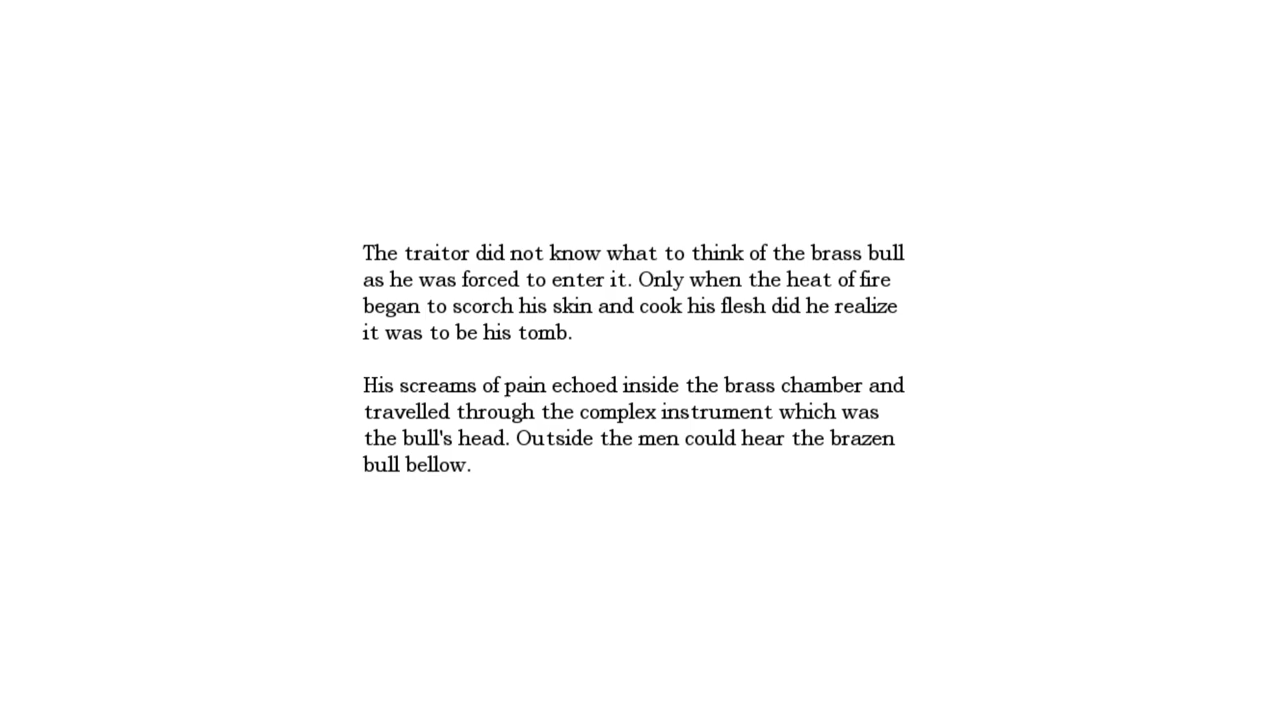 The traitor did not know what to think of the brass bull
as he was forced to enter it. Only when the heat of fire
began to scorch his skin and cook his flesh did he realize
it was to be his tomb.

His screams of pain echoed inside the brass chamber and
travelled through the complex instrument which was
the bull's head. Outside the men could hear the brazen
bull bellow.